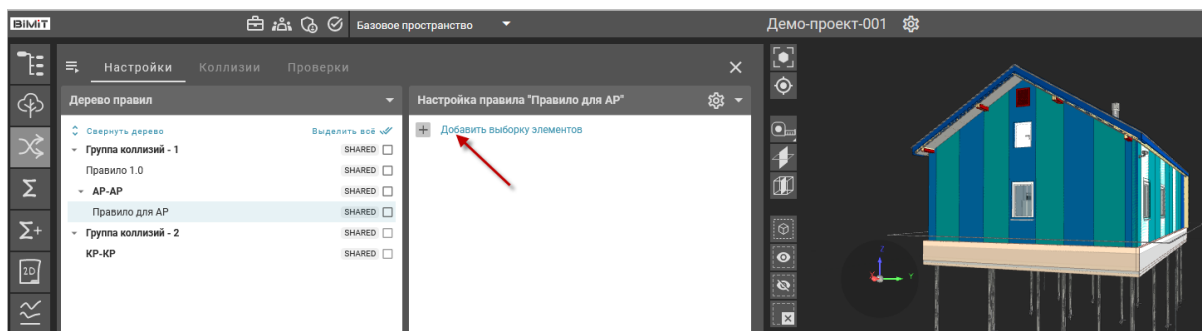 BIMIT
Базовое пространство
Демо-проект-001
Настройки Коллизии Проверки
Дерево правил
Настройка правила "Правило для АР"
Свернуть дерево
Выделить всё
Добавить выборку элементов
Группа коллизий - 1 SHARED
Правило 1.0 SHARED
АР-АР SHARED
Правило для АР SHARED
Группа коллизий - 2 SHARED
КР-КР SHARED
2D
Z
X
Y